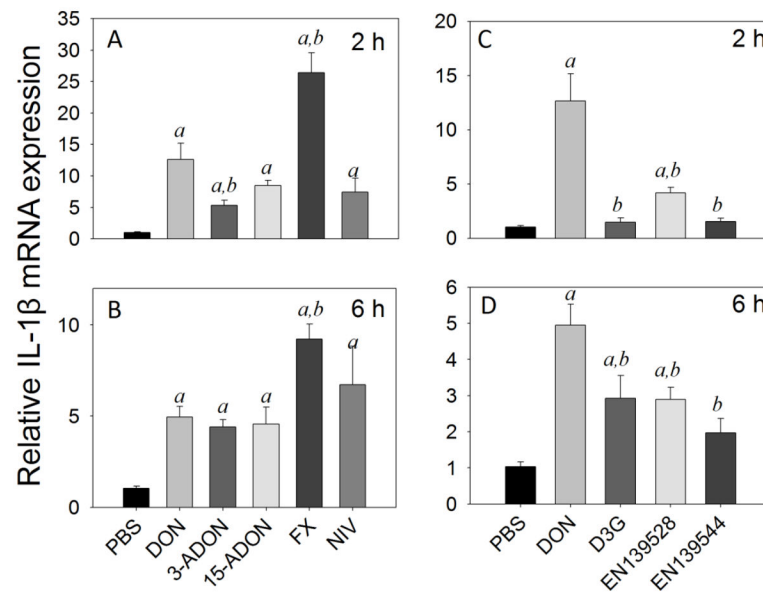 Relative IL-1β mRNA expression
A
2 h
35
30
25
20
15
10
5
0
a
a,b
a
a,b
a
B
6 h
10
5
0
a
a
a
a,b
a
PBS
DON
3-ADON
15-ADON
FX
NIV
C
2 h
20
15
10
5
0
a
b
a,b
b
D
6 h
6
5
4
3
2
1
0
a
a,b
a,b
b
PBS
DON
D3G
EN139528
EN139544